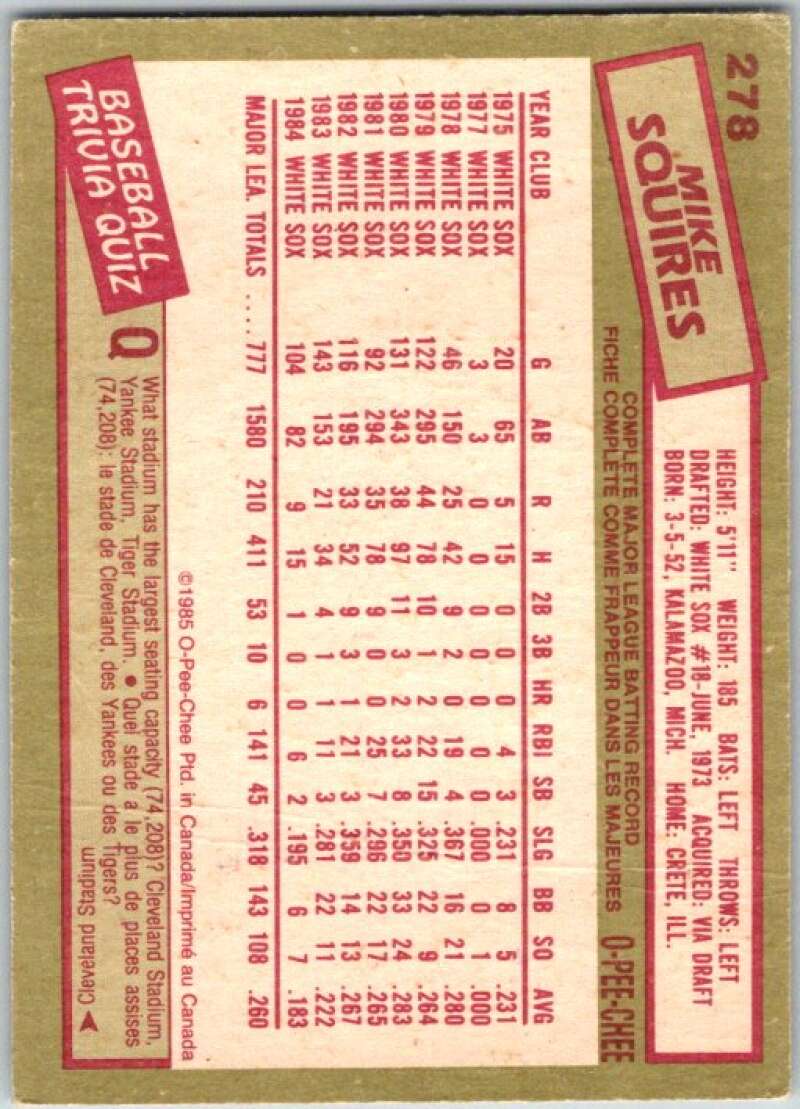 278
MIKE
SQUIRES
HEIGHT: 5'11" WEIGHT: 185 BATS: LEFT THROWS: LEFT
DRAFTED: WHITE SOX #18-JUNE, 1973 ACQUIRED: VIA DRAFT
BORN: 3-5-52, KALAMAZOO, MICH. HOME: CRETE, ILL.
COMPLETE MAJOR LEAGUE BATTING RECORD
FICHE COMPLÈTE COMME FRAPPEUR DANS LES MAJEURES O-PEE-CHEE
YEAR CLUB G AB R H 2B 3B HR RBI SB SLG BB SO AVG
1975 WHITE SOX 20 65 5 15 0 0 0 4 3 .231 8 5 .231
1977 WHITE SOX 3 3 0 0 0 0 0 0 0 .000 0 1 .000
1978 WHITE SOX 46 150 25 42 9 2 0 19 4 .367 16 21 .280
1979 WHITE SOX 122 295 44 78 10 1 2 22 15 .325 22 9 .264
1980 WHITE SOX 131 343 38 97 11 3 2 33 8 .350 33 24 .283
1981 WHITE SOX 92 294 35 78 9 0 0 25 7 .296 22 17 .265
1982 WHITE SOX 116 195 33 52 9 3 1 21 3 .359 14 13 .267
1983 WHITE SOX 143 153 21 34 4 1 1 11 3 .281 22 11 .222
1984 WHITE SOX 104 82 9 15 1 0 0 6 2 .195 6 7 .183
MAJOR LEA. TOTALS .... 777 1580 210 411 53 10 6 141 45 .318 143 108 .260
©1985 O-Pee-Chee Ptd. in Canada/Imprimé au Canada
BASEBALL
TRIVIA QUIZ
Q What stadium has the largest seating capacity (74,208)? Cleveland Stadium,
Yankee Stadium, Tiger Stadium. • Quel stade a le plus de places assises
(74,208): le stade de Cleveland, des Yankees ou des Tigers?
Cleveland Stadium